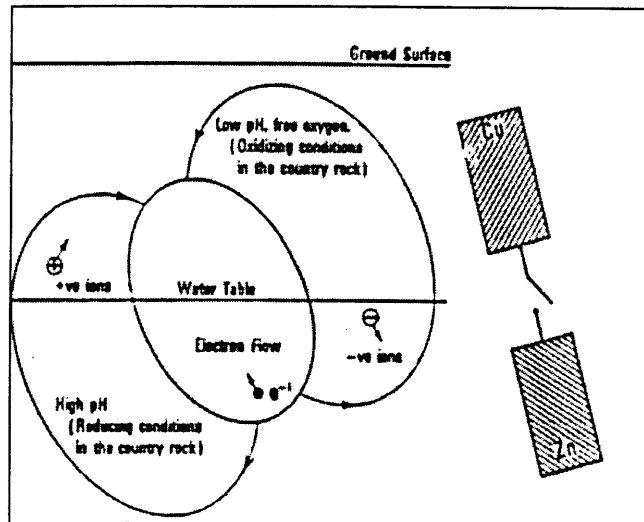 Ground Surface
Low pH, free oxygen.
(Oxidizing conditions
in the country rock)
Cu
+ve ions
Water Table
Electron Flow
-ve ions
e⁻¹
High pH
(Reducing conditions
in the country rock)
Zn